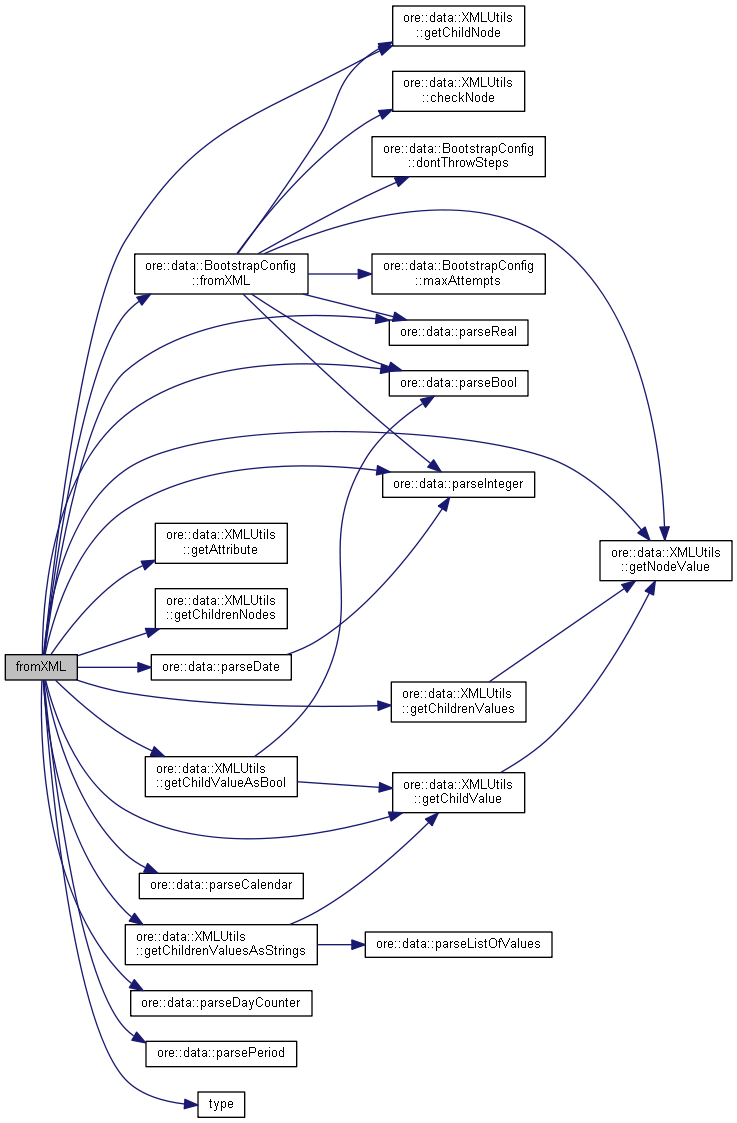 ore::data::XMLUtils
::getChildNode
ore::data::XMLUtils
::checkNode
ore::data::BootstrapConfig
::dontThrowSteps
ore::data::BootstrapConfig
::fromXML
ore::data::BootstrapConfig
::maxAttempts
ore::data::parseReal
ore::data::parseBool
ore::data::parseInteger
ore::data::XMLUtils
::getAttribute
ore::data::XMLUtils
::getNodeValue
ore::data::XMLUtils
::getChildrenNodes
fromXML
ore::data::parseDate
ore::data::XMLUtils
::getChildrenValues
ore::data::XMLUtils
::getChildValueAsBool
ore::data::XMLUtils
::getChildValue
ore::data::parseCalendar
ore::data::XMLUtils
::getChildrenValuesAsStrings
ore::data::parseListOfValues
ore::data::parseDayCounter
ore::data::parsePeriod
type